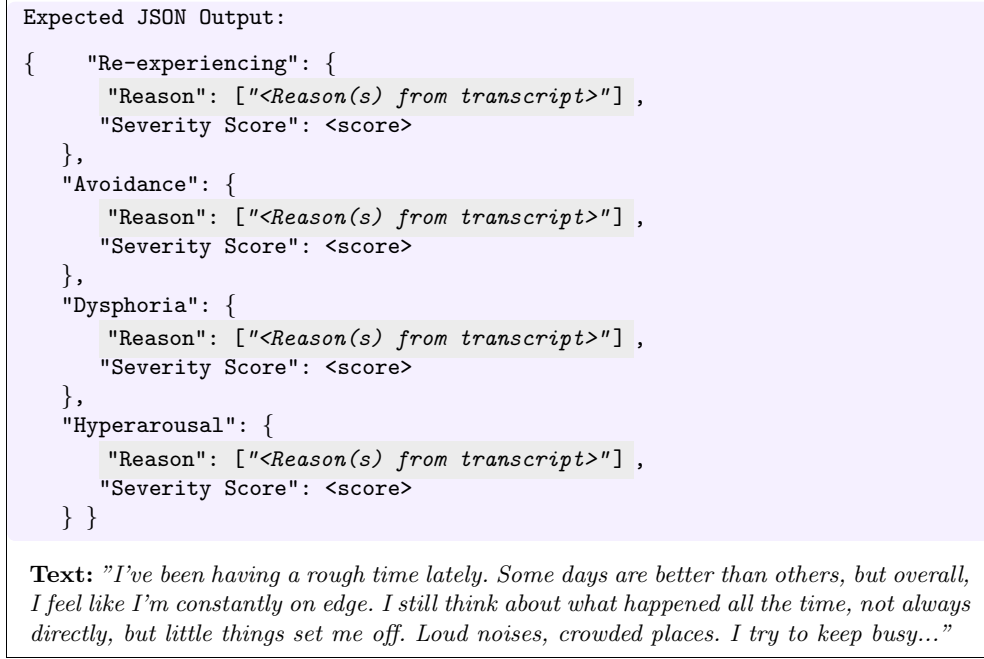 Expected JSON Output:
{ "Re-experiencing": {
"Reason": ["<Reason(s) from transcript>"] ,
"Severity Score": <score>
},
"Avoidance": {
"Reason": ["<Reason(s) from transcript>"] ,
"Severity Score": <score>
},
"Dysphoria": {
"Reason": ["<Reason(s) from transcript>"] ,
"Severity Score": <score>
},
"Hyperarousal": {
"Reason": ["<Reason(s) from transcript>"] ,
"Severity Score": <score>
} }
Text: ”I've been having a rough time lately. Some days are better than others, but overall,
I feel like I'm constantly on edge. I still think about what happened all the time, not always
directly, but little things set me off. Loud noises, crowded places. I try to keep busy...”